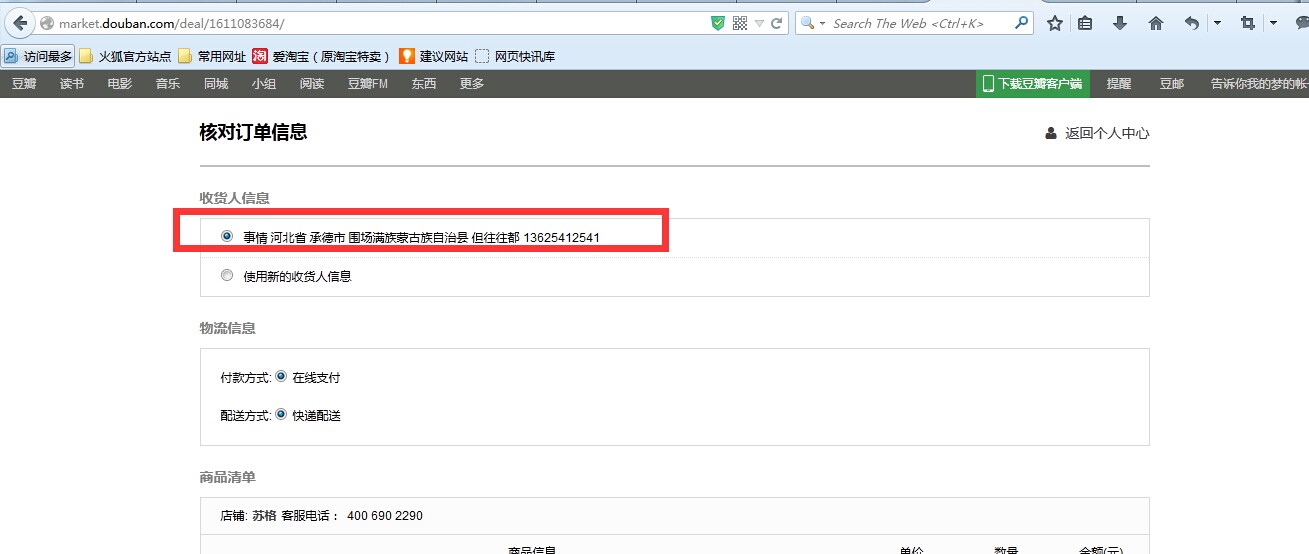 market.douban.com/deal/1611083684/
Search The Web <Ctrl+K>
访问最多 火狐官方站点 常用网址 爱淘宝（原淘宝特卖） 建议网站 网页快讯库
豆瓣 读书 电影 音乐 同城 小组 阅读 豆瓣FM 东西 更多 下载豆瓣客户端 提醒 豆邮 告诉你我的梦的帐
核对订单信息 返回个人中心
收货人信息
事情 河北省 承德市 围场满族蒙古族自治县 但往往都 13625412541
使用新的收货人信息
物流信息
付款方式: 在线支付
配送方式: 快递配送
商品清单
店铺: 苏格 客服电话： 400 690 2290
商品信息 单价 数量 金额(元)